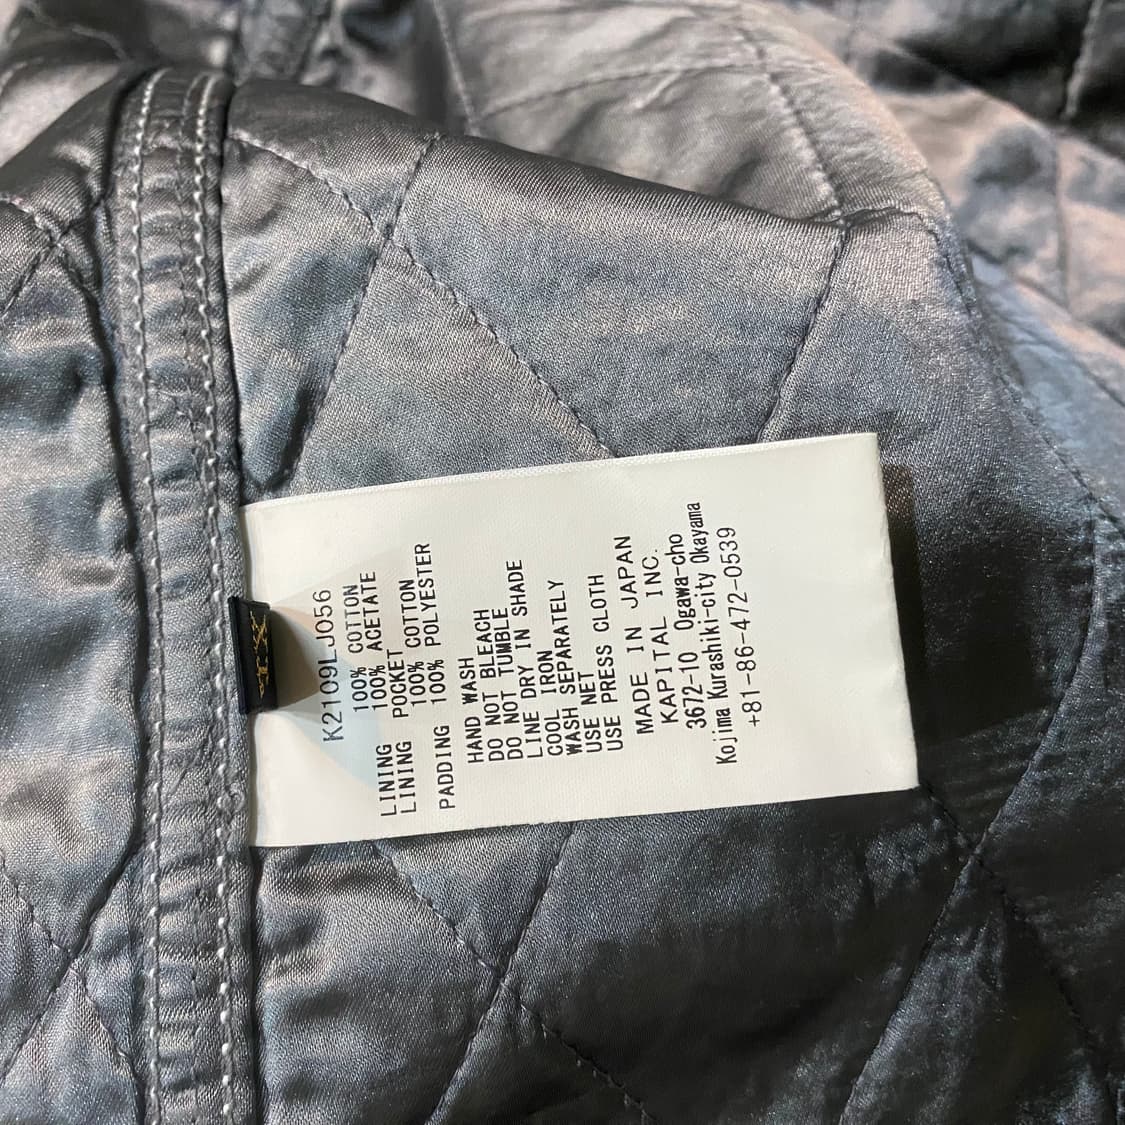 K2109LJ056
100% COTTON
LINING 100% ACETATE
LINING POCKET
100% COTTON
PADDING 100% POLYESTER
HAND WASH
DO NOT BLEACH
DO NOT TUMBLE
LINE DRY IN SHADE
COOL IRON
WASH SEPARATELY
USE NET
USE PRESS CLOTH
MADE IN JAPAN
KAPITAL INC.
3672-10 Ogawa-cho
Kojima Kurashiki-city Okayama
+81-86-472-0539